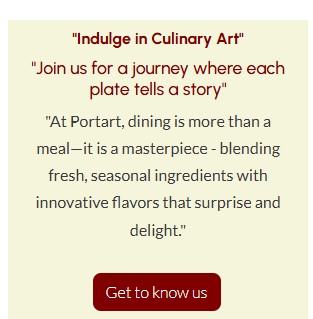 "Indulge in Culinary Art"
"Join us for a journey where each
plate tells a story"
"At Portart, dining is more than a
meal—it is a masterpiece - blending
fresh, seasonal ingredients with
innovative flavors that surprise and
delight."
Get to know us